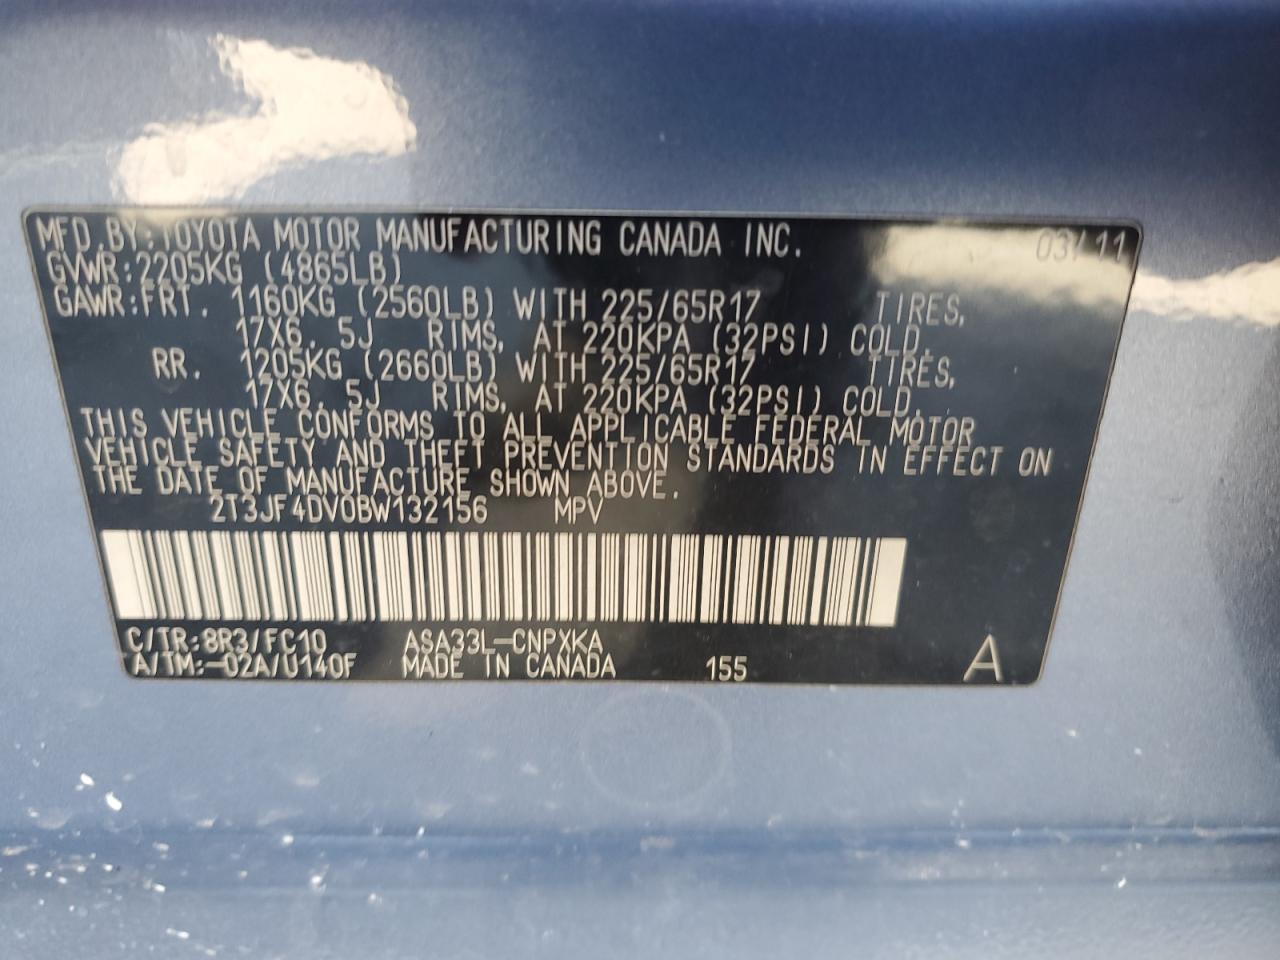 MFD.BY:TOYOTA MOTOR MANUFACTURING CANADA INC. 03/11
GVWR:2205KG (4865LB)
GAWR:FRT. 1160KG (2560LB) WITH 225/65R17 TIRES,
17X6.5J RIMS, AT 220KPA (32PSI) COLD.
RR. 1205KG (2660LB) WITH 225/65R17 TIRES,
17X6.5J RIMS, AT 220KPA (32PSI) COLD.
THIS VEHICLE CONFORMS TO ALL APPLICABLE FEDERAL MOTOR
VEHICLE SAFETY AND THEFT PREVENTION STANDARDS IN EFFECT ON
THE DATE OF MANUFACTURE SHOWN ABOVE.
2T3JF4DV0BW132156 MPV
C/TR:8R3/FC10 ASA33L-CNPXKA
A/TM:-02A/U140F MADE IN CANADA 155 A